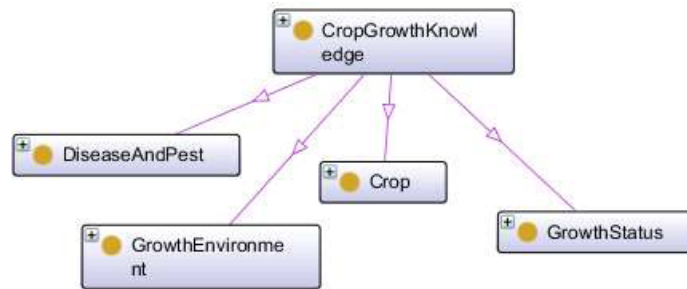 CropGrowthKnowl
edge
DiseaseAndPest
Crop
GrowthStatus
GrowthEnvironme
nt